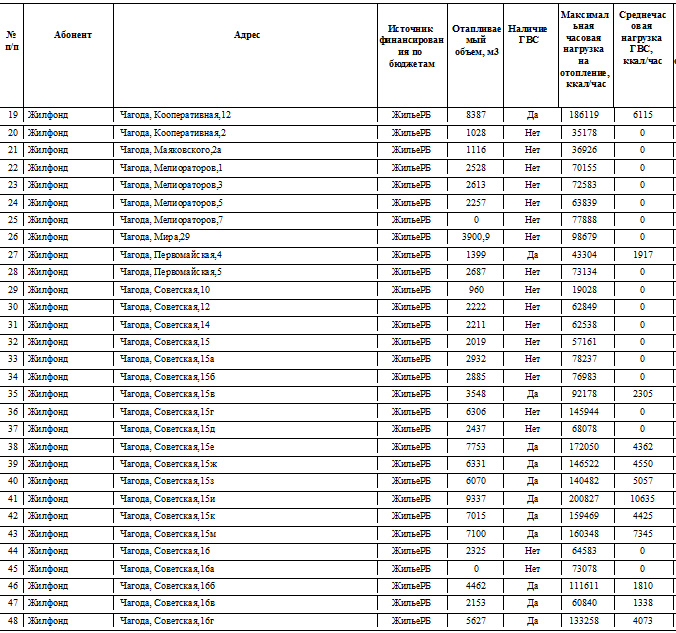 № п/п Абонент Адрес Источник финансирования по бюджетам Отапливаемый объем, м3 Наличие ГВС Максимальная часовая нагрузка на отопление, ккал/час Среднечасовая нагрузка ГВС, ккал/час
19 Жилфонд Чагода, Кооперативная,12 ЖильеРБ 8387 Да 186119 6115
20 Жилфонд Чагода, Кооперативная,2 ЖильеРБ 1028 Нет 35178 0
21 Жилфонд Чагода, Маяковского,2а ЖильеРБ 1116 Нет 36926 0
22 Жилфонд Чагода, Мелиораторов,1 ЖильеРБ 2528 Нет 70155 0
23 Жилфонд Чагода, Мелиораторов,3 ЖильеРБ 2613 Нет 72583 0
24 Жилфонд Чагода, Мелиораторов,5 ЖильеРБ 2257 Нет 63839 0
25 Жилфонд Чагода, Мелиораторов,7 ЖильеРБ 0 Нет 77888 0
26 Жилфонд Чагода, Мира,29 ЖильеРБ 3900,9 Нет 98679 0
27 Жилфонд Чагода, Первомайская,4 ЖильеРБ 1399 Да 43304 1917
28 Жилфонд Чагода, Первомайская,5 ЖильеРБ 2687 Нет 73134 0
29 Жилфонд Чагода, Советская,10 ЖильеРБ 960 Нет 19028 0
30 Жилфонд Чагода, Советская,12 ЖильеРБ 2222 Нет 62849 0
31 Жилфонд Чагода, Советская,14 ЖильеРБ 2211 Нет 62538 0
32 Жилфонд Чагода, Советская,15 ЖильеРБ 2019 Нет 57161 0
33 Жилфонд Чагода, Советская,15а ЖильеРБ 2932 Нет 78237 0
34 Жилфонд Чагода, Советская,15б ЖильеРБ 2885 Нет 76983 0
35 Жилфонд Чагода, Советская,15в ЖильеРБ 3548 Да 92178 2305
36 Жилфонд Чагода, Советская,15г ЖильеРБ 6306 Нет 145944 0
37 Жилфонд Чагода, Советская,15д ЖильеРБ 2437 Нет 68078 0
38 Жилфонд Чагода, Советская,15е ЖильеРБ 7753 Да 172050 4362
39 Жилфонд Чагода, Советская,15ж ЖильеРБ 6331 Да 146522 4550
40 Жилфонд Чагода, Советская,15з ЖильеРБ 6070 Да 140482 5057
41 Жилфонд Чагода, Советская,15и ЖильеРБ 9337 Да 200827 10635
42 Жилфонд Чагода, Советская,15к ЖильеРБ 7015 Да 159469 4425
43 Жилфонд Чагода, Советская,15м ЖильеРБ 7100 Да 160348 7345
44 Жилфонд Чагода, Советская,16 ЖильеРБ 2325 Нет 64583 0
45 Жилфонд Чагода, Советская,16а ЖильеРБ 0 Нет 73078 0
46 Жилфонд Чагода, Советская,16б ЖильеРБ 4462 Да 111611 1810
47 Жилфонд Чагода, Советская,16в ЖильеРБ 2153 Да 60840 1338
48 Жилфонд Чагода, Советская,16г ЖильеРБ 5627 Да 133258 4073